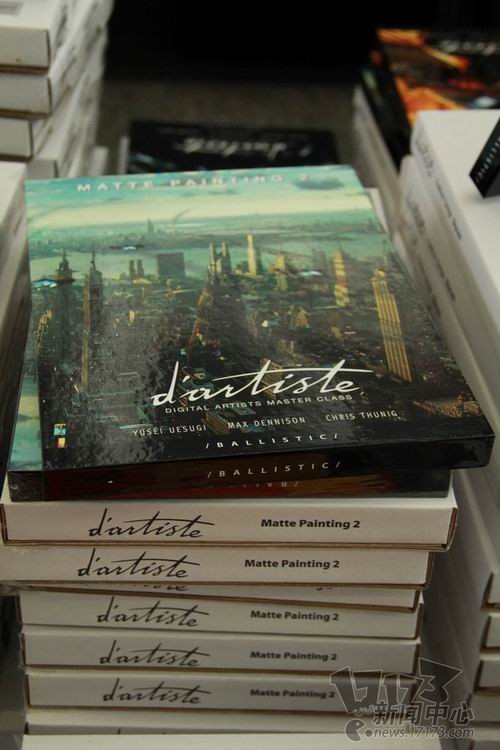 MATTE PAINTING 2
d'artiste
DIGITAL ARTISTS MASTER CLASS
YUSEI UESUGI MAX DENNISON CHRIS THUNIG
/BALLISTIC/
/BALLISTIC/
d'artiste Matte Painting 2
d'artiste Matte Painting 2
d'artiste Matte Painting 2
d'artiste Matte Painting 2
d'artiste Matte Painting 2
17173
新闻中心
news.17173.com